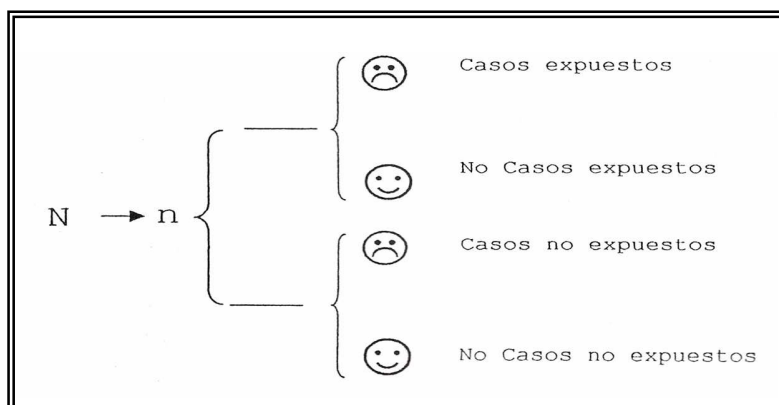 Casos expuestos
No Casos expuestos
N → n
Casos no expuestos
No Casos no expuestos